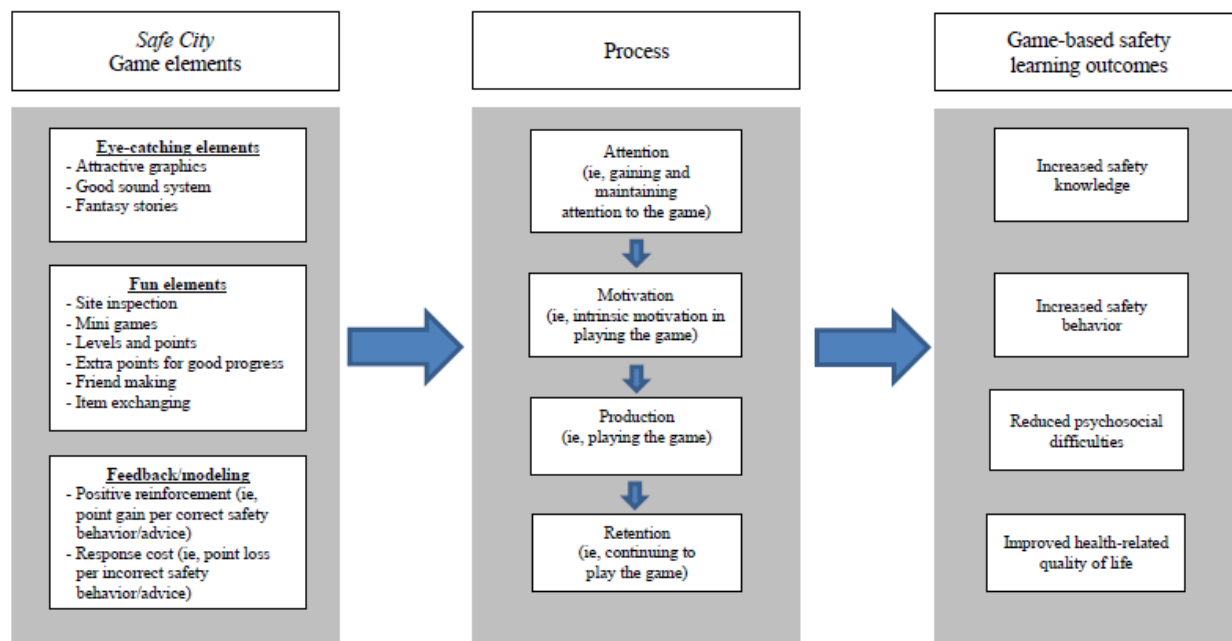 Safe City
Game elements
Eye-catching elements
- Attractive graphics
- Good sound system
- Fantasy stories
Fun elements
- Site inspection
- Mini games
- Levels and points
- Extra points for good progress
- Friend making
- Item exchanging
Feedback/modeling
- Positive reinforcement (ie,
point gain per correct safety
behavior/advice)
- Response cost (ie, point loss
per incorrect safety
behavior/advice)
Process
Attention
(ie, gaining and
maintaining
attention to the game)
Motivation
(ie, intrinsic motivation in
playing the game)
Production
(ie, playing the game)
Retention
(ie, continuing to
play the game)
Game-based safety
learning outcomes
Increased safety
knowledge
Increased safety
behavior
Reduced psychosocial
difficulties
Improved health-related
quality of life